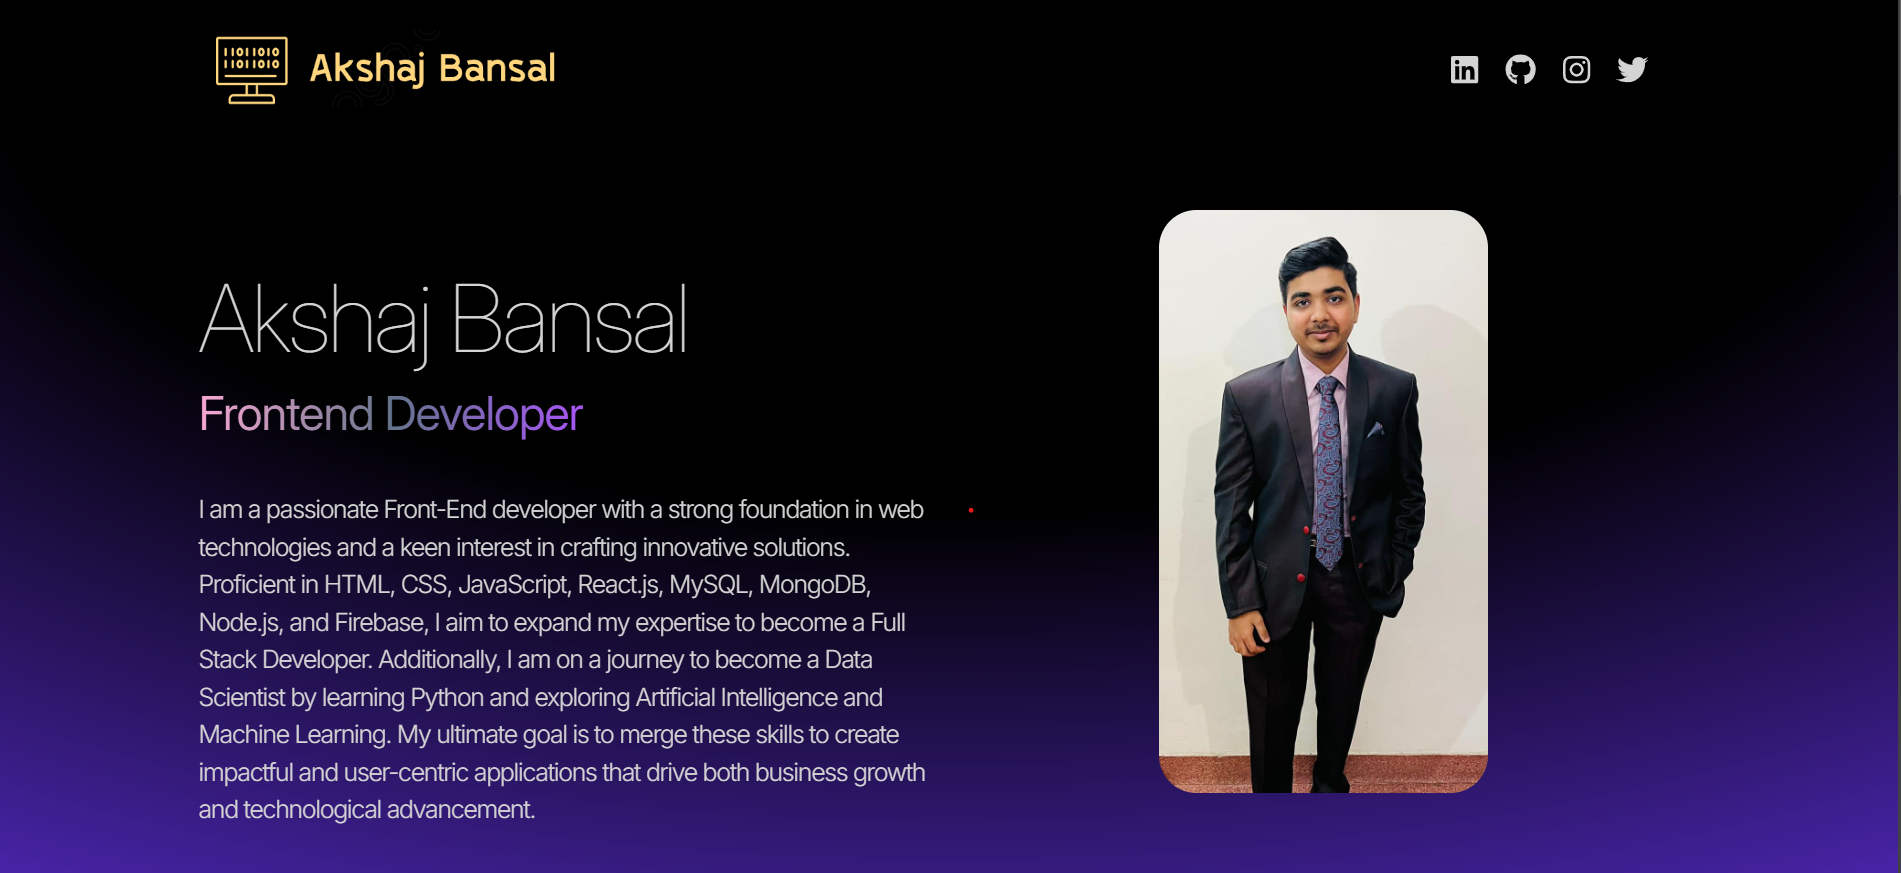 11011010
11011010
Akshaj Bansal
Akshaj Bansal
Frontend Developer
I am a passionate Front-End developer with a strong foundation in web
technologies and a keen interest in crafting innovative solutions.
Proficient in HTML, CSS, JavaScript, React.js, MySQL, MongoDB,
Node.js, and Firebase, I aim to expand my expertise to become a Full
Stack Developer. Additionally, I am on a journey to become a Data
Scientist by learning Python and exploring Artificial Intelligence and
Machine Learning. My ultimate goal is to merge these skills to create
impactful and user-centric applications that drive both business growth
and technological advancement.